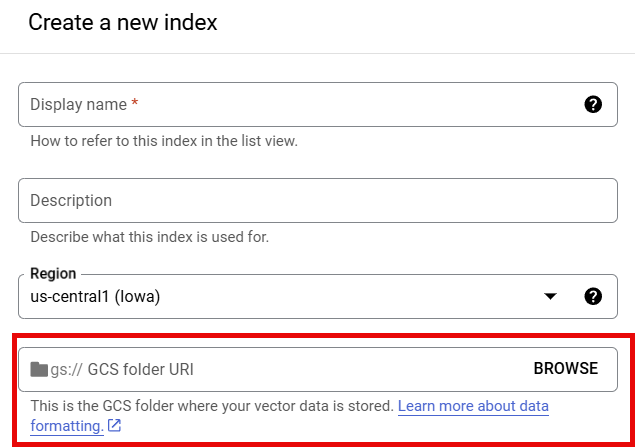 Create a new index
Display name *
How to refer to this index in the list view.
Description
Describe what this index is used for.
Region
us-central1 (Iowa)
gs:// GCS folder URI BROWSE
This is the GCS folder where your vector data is stored. Learn more about data
formatting.